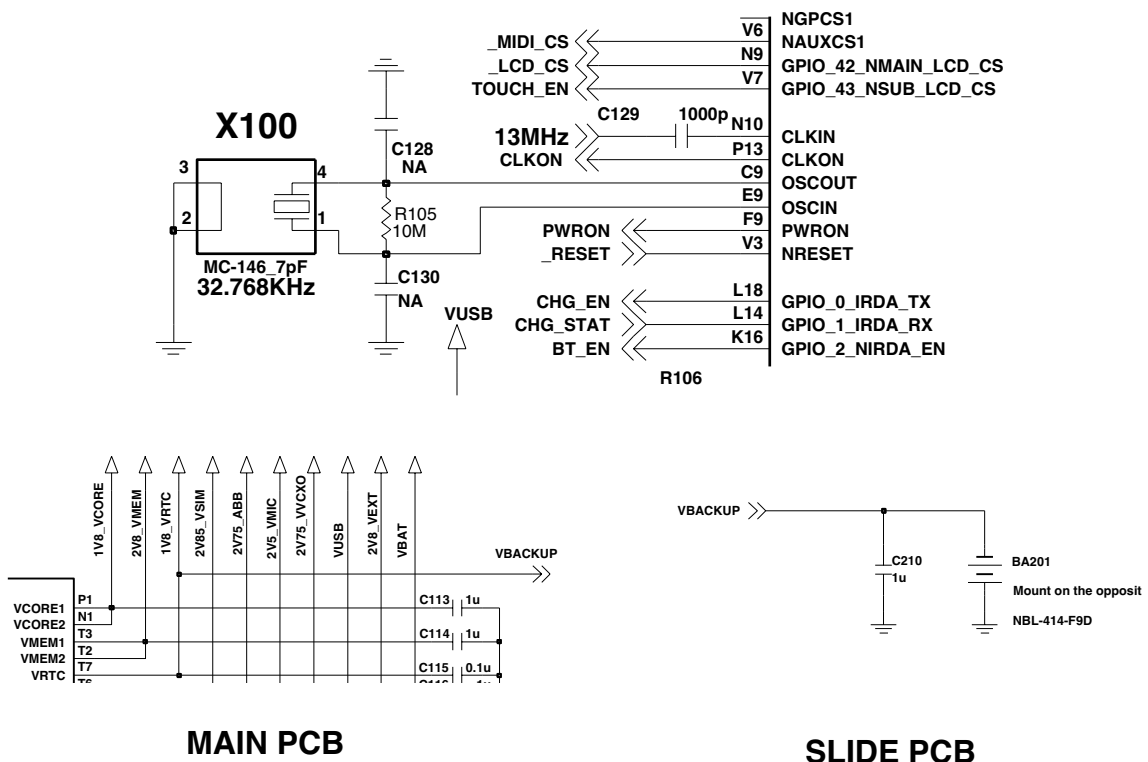 NGPCS1
V6
_MIDI_CS
NAUXCS1
N9
_LCD_CS
GPIO_42_NMAIN_LCD_CS
V7
TOUCH_EN
GPIO_43_NSUB_LCD_CS
C129
1000p
X100
N10
13MHz
CLKIN
P13
CLKON
CLKON
C128
NA
C9
OSCOUT
3
4
E9
OSCIN
R105
10M
2
1
F9
PWRON
PWRON
V3
_RESET
NRESET
MC-146_7pF
32.768KHz
C130
NA
L18
CHG_EN
GPIO_0_IRDA_TX
VUSB
L14
CHG_STAT
GPIO_1_IRDA_RX
K16
BT_EN
GPIO_2_NIRDA_EN
R106
1V8_VCORE
2V8_VMEM
1V8_VRTC
2V85_VSIM
2V75_ABB
2V5_VMIC
2V75_VVCXO
VUSB
2V8_VEXT
VBAT
VBACKUP
VBACKUP
C210
1u
BA201
Mount on the opposit
NBL-414-F9D
P1
VCORE1
C113
1u
N1
VCORE2
T3
VMEM1
C114
1u
T2
VMEM2
T7
VRTC
C115
0.1u
T6
C116
1u
MAIN PCB
SLIDE PCB